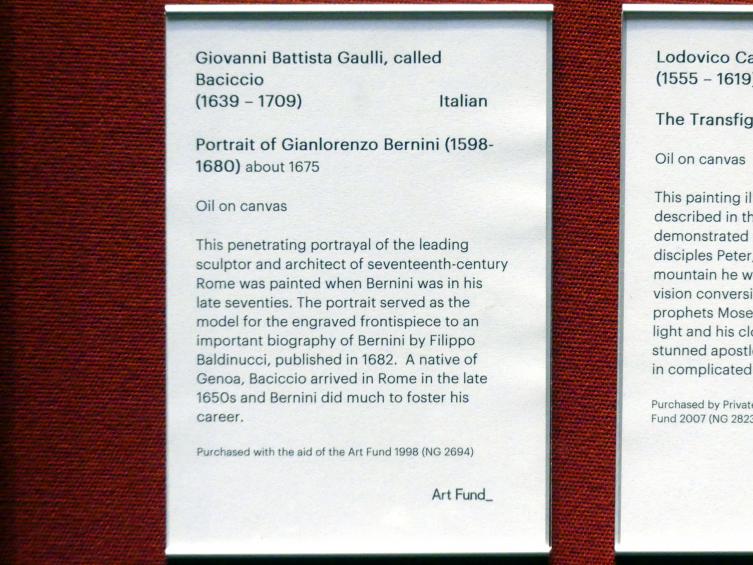 Giovanni Battista Gaulli, called
Baciccio
(1639 – 1709) Italian
Portrait of Gianlorenzo Bernini (1598-
1680) about 1675
Oil on canvas
This penetrating portrayal of the leading
sculptor and architect of seventeenth-century
Rome was painted when Bernini was in his
late seventies. The portrait served as the
model for the engraved frontispiece to an
important biography of Bernini by Filippo
Baldinucci, published in 1682. A native of
Genoa, Baciccio arrived in Rome in the late
1650s and Bernini did much to foster his
career.
Purchased with the aid of the Art Fund 1998 (NG 2694)
Art Fund_
Lodovico Ca
(1555 – 1619)
The Transfig
Oil on canvas
This painting il
described in th
demonstrated
disciples Peter,
mountain he w
vision conversi
prophets Mose
light and his clo
stunned apostle
in complicated
Purchased by Private
Fund 2007 (NG 2823